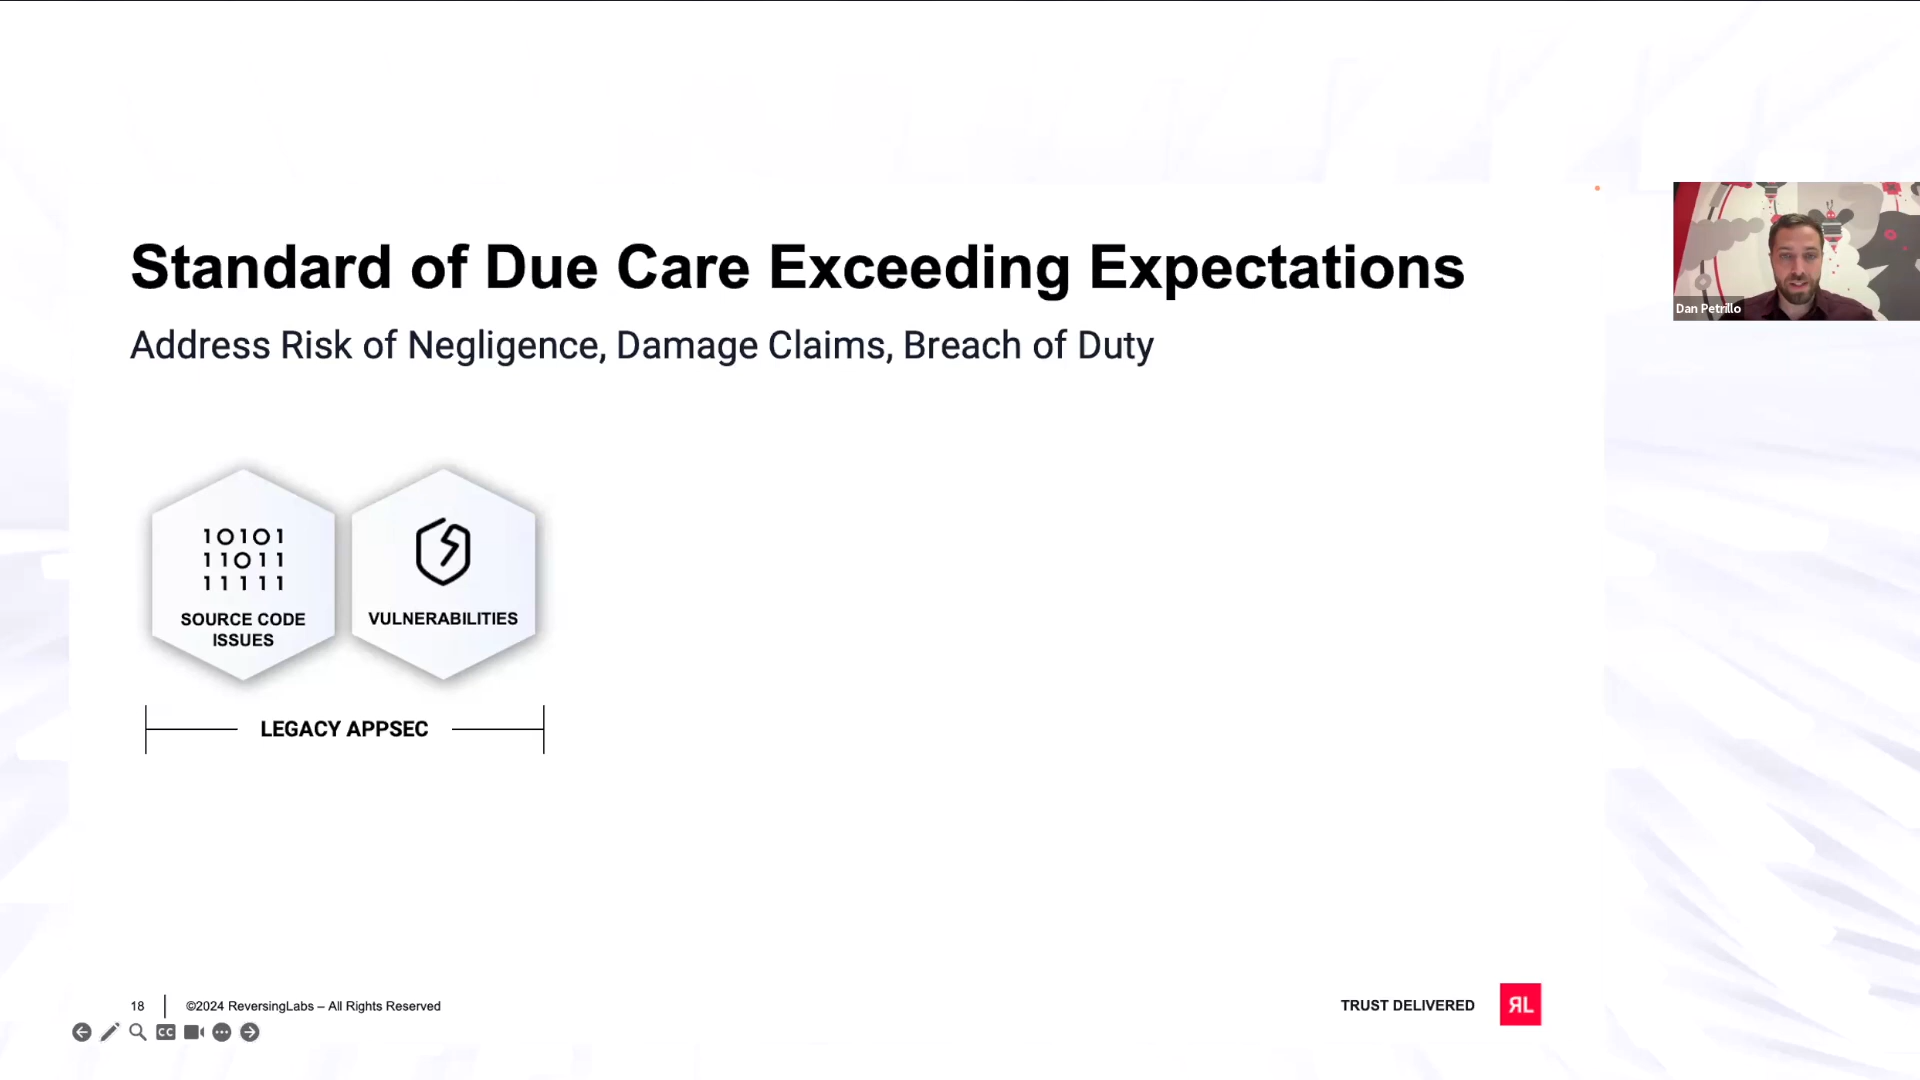 Standard of Due Care Exceeding Expectations
Address Risk of Negligence, Damage Claims, Breach of Duty
Dan Petrillo
10101
11011
11111
SOURCE CODE
ISSUES
VULNERABILITIES
LEGACY APPSEC
18
©2024 ReversingLabs – All Rights Reserved
TRUST DELIVERED
RL
CC